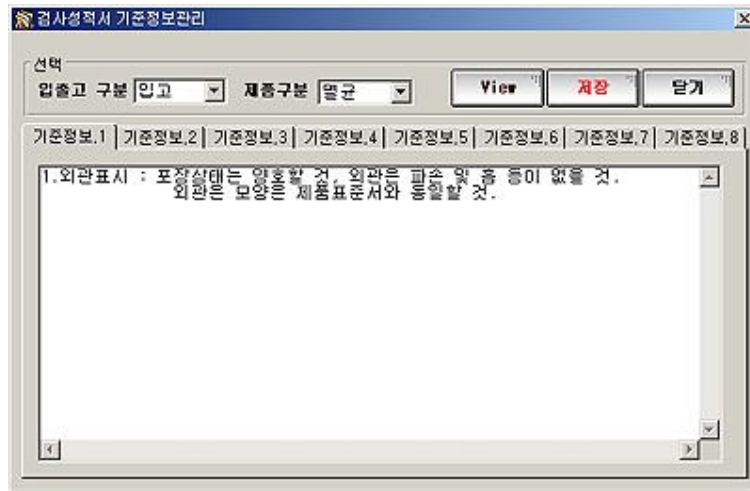 검사성적서 기준정보관리
선택
입출고 구분 입고 제품구분 멸균 View 저장 닫기
기준정보.1 기준정보.2 기준정보.3 기준정보.4 기준정보.5 기준정보.6 기준정보.7 기준정보.8
1.외관표시 : 포장상태는 양호할 것, 외관은 파손 및 흠 등이 없을 것.
외관은 모양은 제품표준서와 동일할 것.